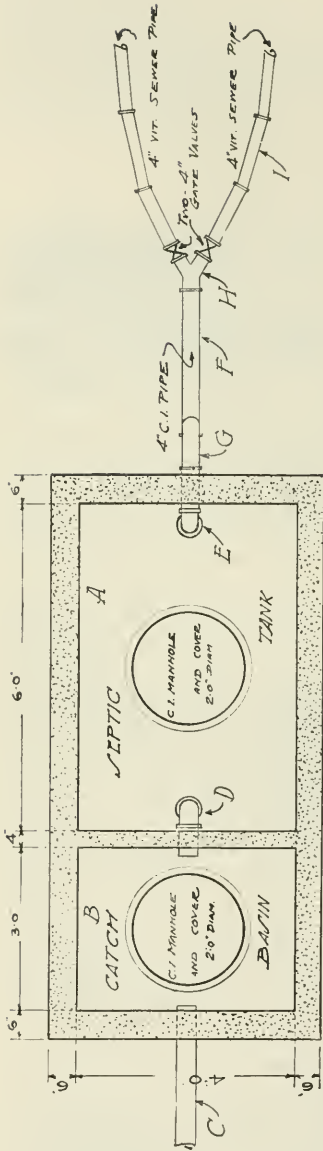 6"
3'-0"
4"
6'-0"
6"
6"
4'-0"
6"
B
CATCH
C.I. MANHOLE
AND COVER
2'-0" DIAM.
BASIN
A
SEPTIC
C.I. MANHOLE
AND COVER
2'-0" DIAM
TANK
C
D
E
4" C.I. PIPE
G
F
H
TWO-4"
GATE VALVES
I
4" VIT. SEWER PIPE
4" VIT. SEWER PIPE